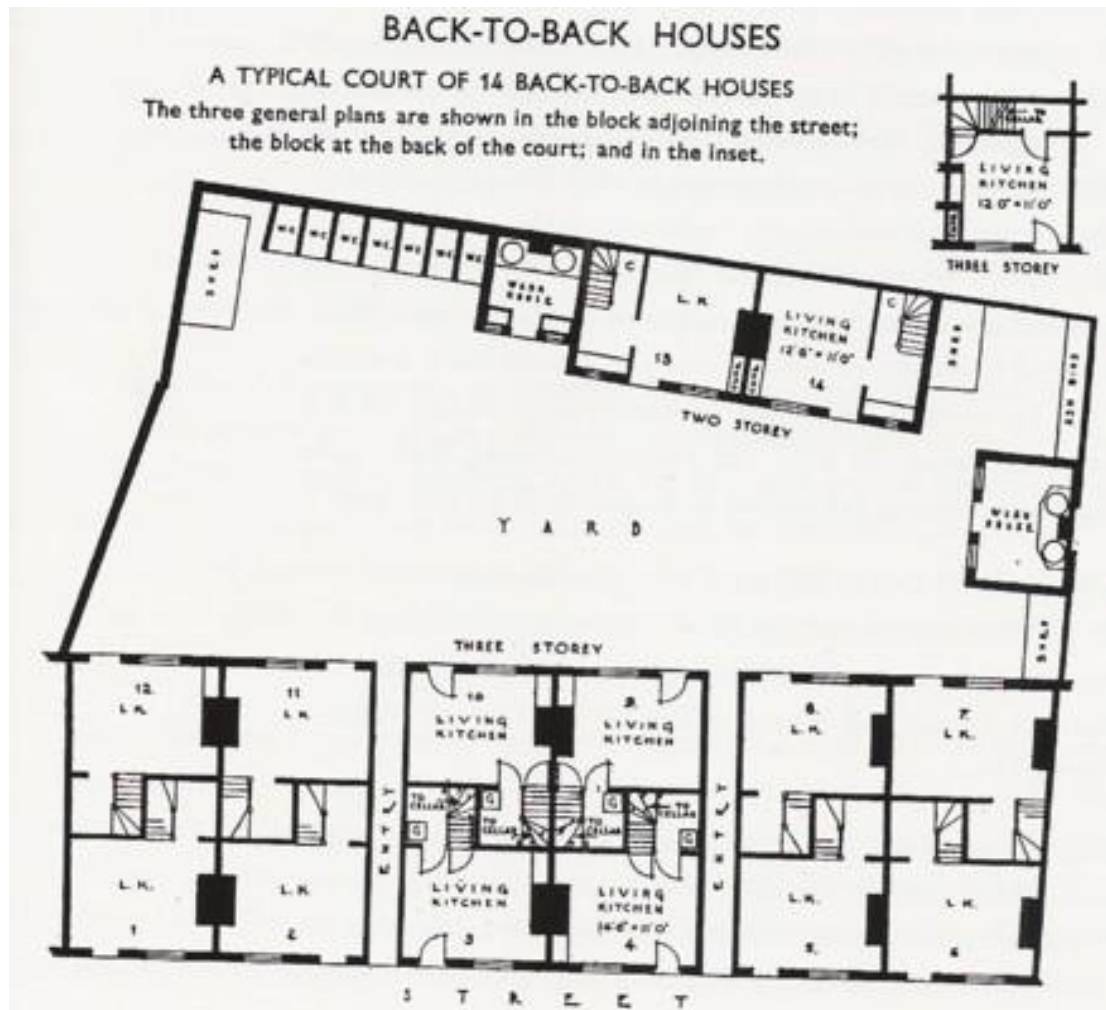 BACK-TO-BACK HOUSES
A TYPICAL COURT OF 14 BACK-TO-BACK HOUSES
The three general plans are shown in the block adjoining the street;
the block at the back of the court; and in the inset.
TO
CELLAR
LIVING
KITCHEN
12'0" × 11'0"
THREE STOREY
SHED
W.C. W.C. W.C. W.C. W.C. W.C. W.C.
WASH
HOUSE
C
L. K.
13
LIVING
KITCHEN
12'6" × 11'0"
14
C
SHED
ASH BINS
TWO STOREY
WASH
HOUSE
YARD
SHED
THREE STOREY
12.
L. K.
11
L. K.
ENTRY
10
LIVING
KITCHEN
9.
LIVING
KITCHEN
ENTRY
8.
L. K.
7.
L. K.
TO
CELLAR
G
G
TO
CELLAR
G
TO
CELLAR
TO
CELLAR
G
L. K.
1
L. K.
2
LIVING
KITCHEN
3
LIVING
KITCHEN
14'6" × 11'0"
4.
L. K.
5.
L. K.
6
STREET